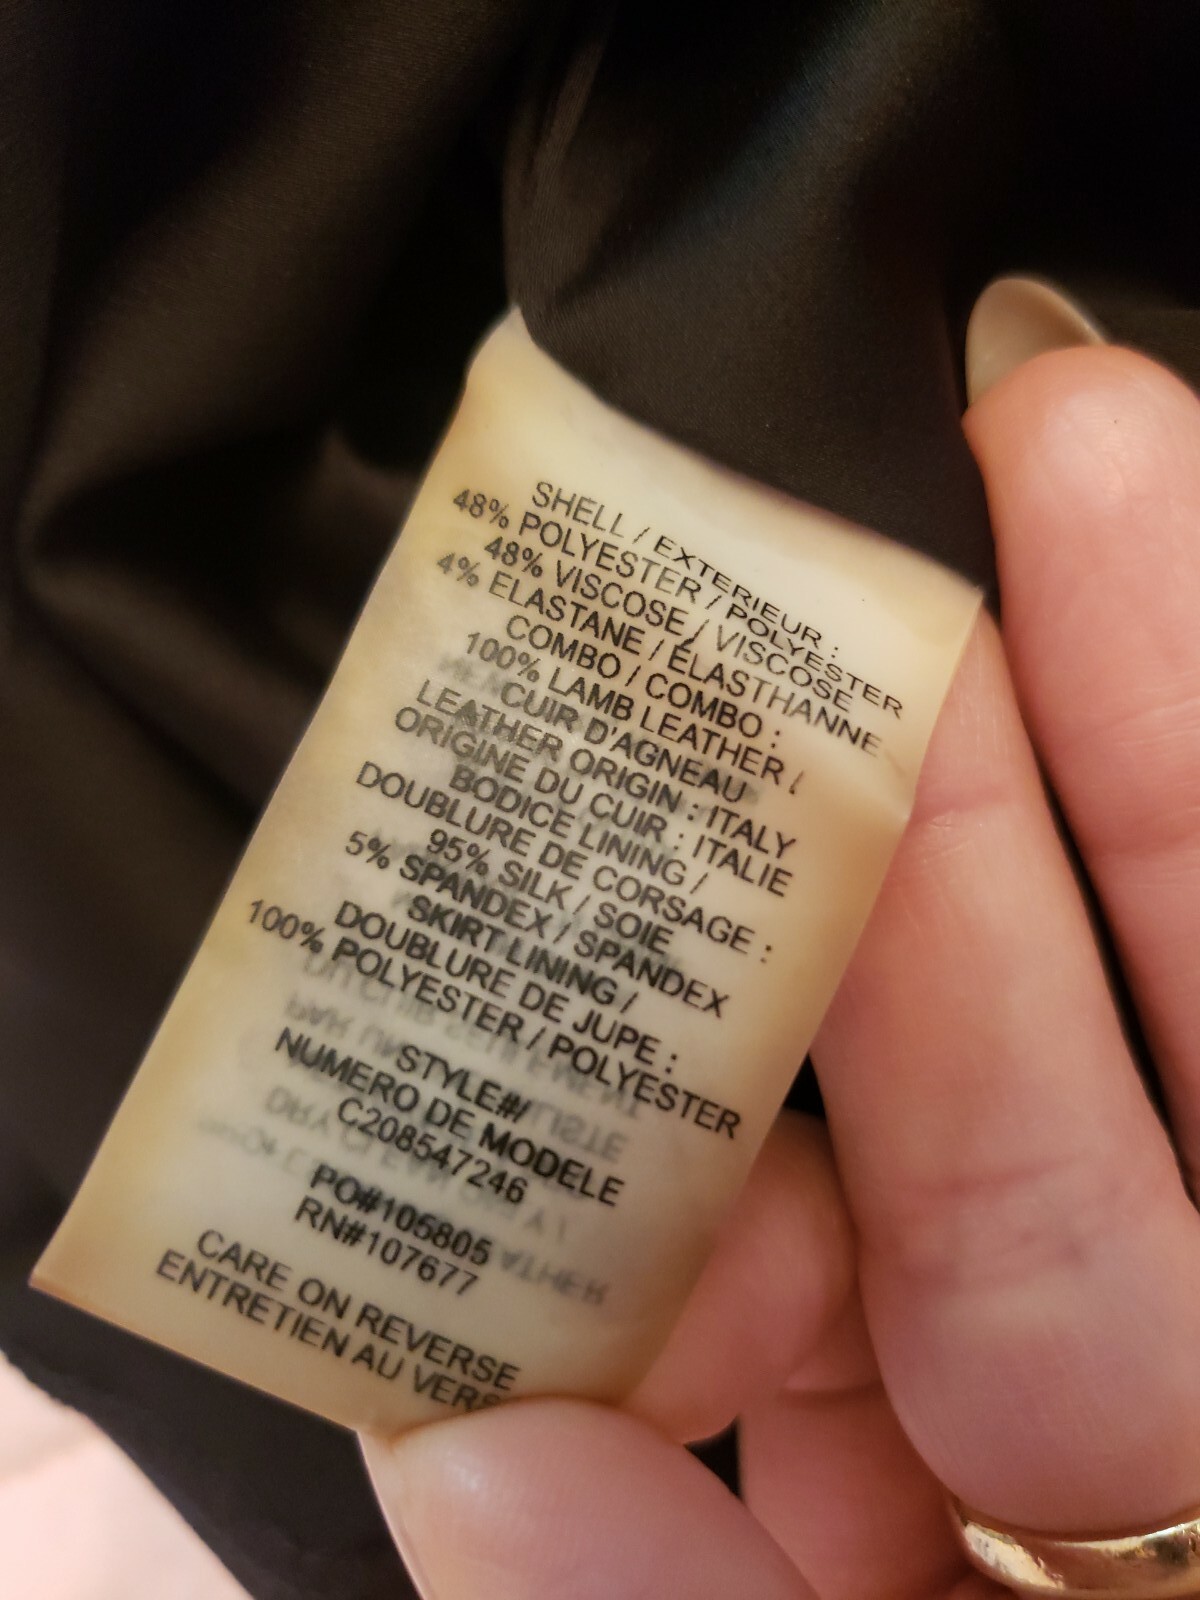 SHELL / EXTERIEUR :
48% POLYESTER / POLYESTER
48% VISCOSE / VISCOSE
4% ELASTANE / ÉLASTHANNE
COMBO / COMBO :
100% LAMB LEATHER /
CUIR D'AGNEAU
LEATHER ORIGIN : ITALY
ORIGINE DU CUIR : ITALIE
BODICE LINING /
DOUBLURE DE CORSAGE :
95% SILK / SOIE
5% SPANDEX / SPANDEX
SKIRT LINING /
DOUBLURE DE JUPE :
100% POLYESTER / POLYESTER
STYLE#/
NUMERO DE MODELE
C208547246
PO#105805
RN#107677
CARE ON REVERSE
ENTRETIEN AU